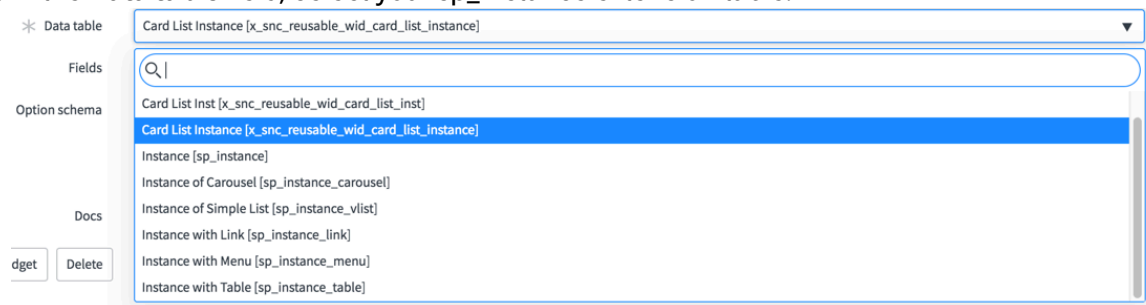 Data table
Card List Instance [x_snc_reusable_wid_card_list_instance]
Fields
Option schema
Card List Inst [x_snc_reusable_wid_card_list_inst]
Card List Instance [x_snc_reusable_wid_card_list_instance]
Instance [sp_instance]
Instance of Carousel [sp_instance_carousel]
Instance of Simple List [sp_instance_vlist]
Docs
Instance with Link [sp_instance_link]
dget Delete
Instance with Menu [sp_instance_menu]
Instance with Table [sp_instance_table]